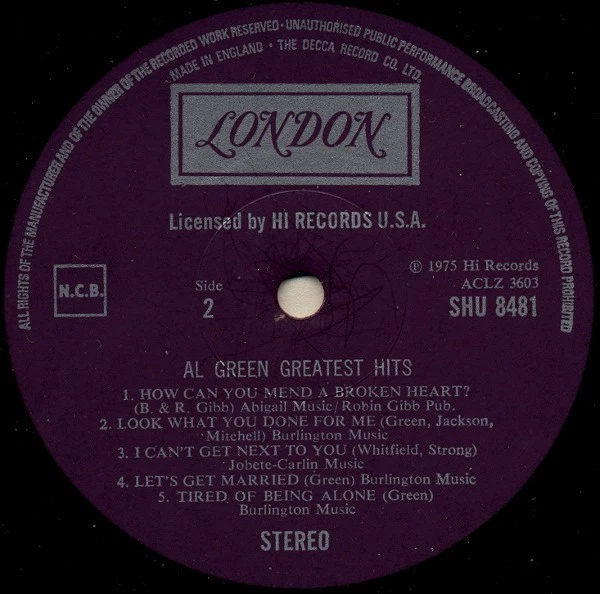 ALL RIGHTS OF THE MANUFACTURER AND OF THE OWNER OF THE RECORDED WORK RESERVED · UNAUTHORISED PUBLIC PERFORMANCE BROADCASTING AND COPYING OF THIS RECORD PROHIBITED
MADE IN ENGLAND · THE DECCA RECORD CO. LTD.
LONDON
Licensed by HI RECORDS U.S.A.
℗ 1975 Hi Records
N.C.B.
Side
ACLZ 3603
2
SHU 8481
AL GREEN GREATEST HITS
1. HOW CAN YOU MEND A BROKEN HEART?
(B. & R. Gibb) Abigail Music/Robin Gibb Pub.
2. LOOK WHAT YOU DONE FOR ME (Green, Jackson,
Mitchell) Burlington Music
3. I CAN'T GET NEXT TO YOU (Whitfield, Strong)
Jobete-Carlin Music
4. LET'S GET MARRIED (Green) Burlington Music
5. TIRED OF BEING ALONE (Green)
Burlington Music
STEREO